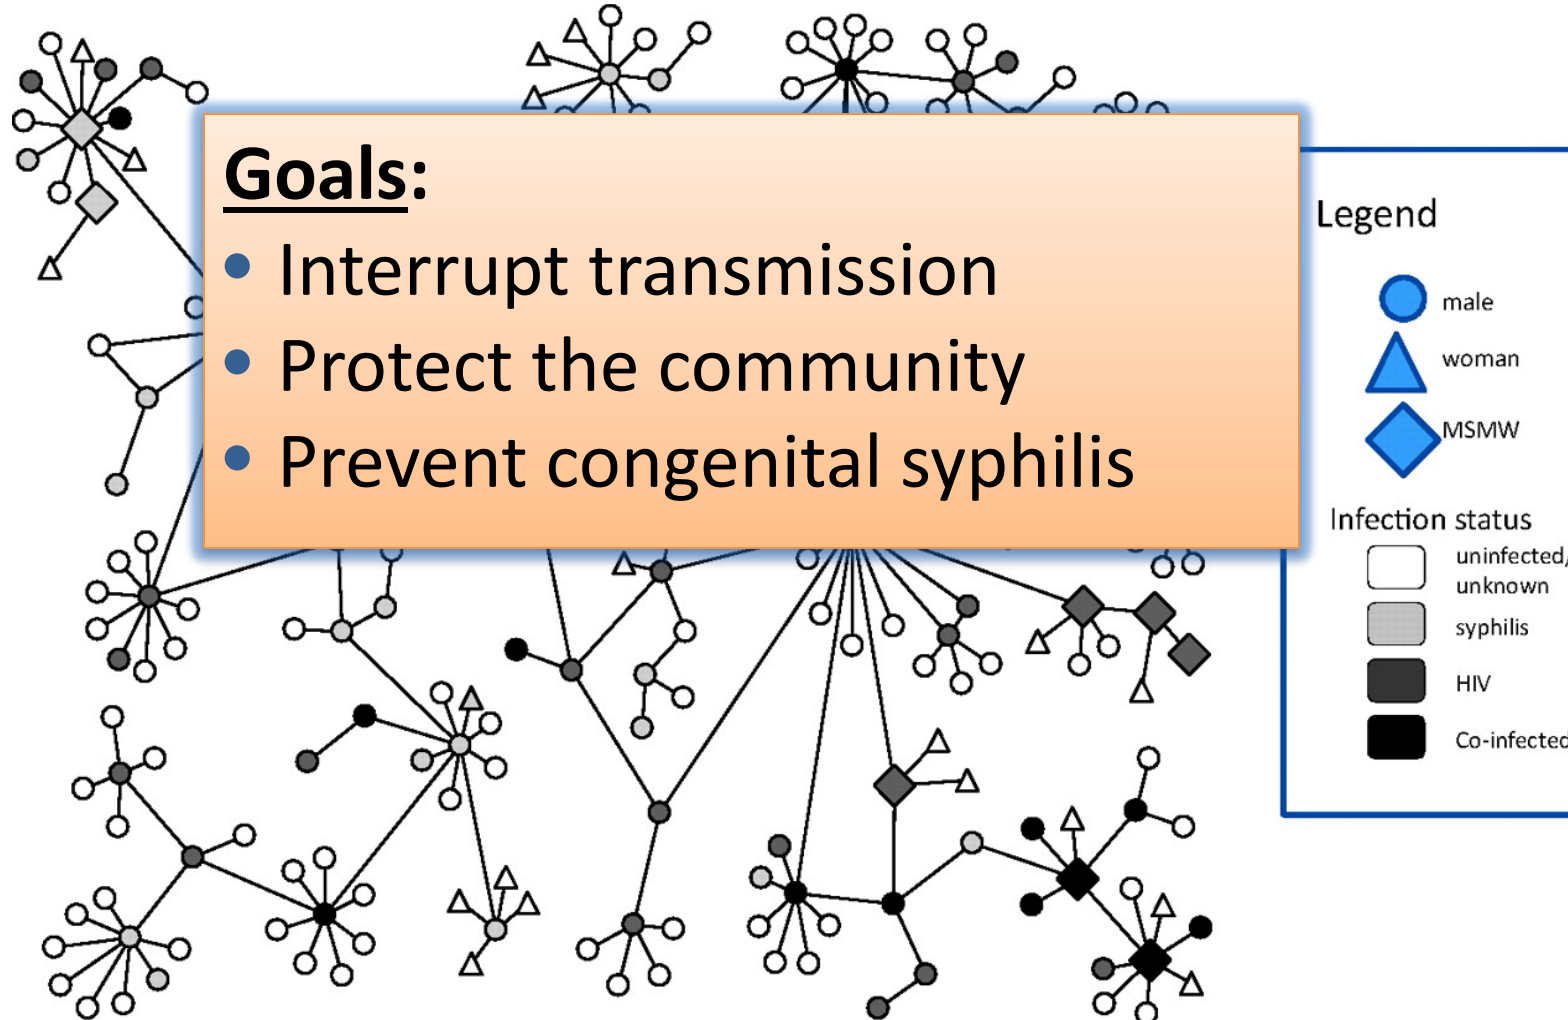 Goals:
• Interrupt transmission
• Protect the community
• Prevent congenital syphilis
Legend
male
woman
MSMW
Infection status
uninfected,
unknown
syphilis
HIV
Co-infected